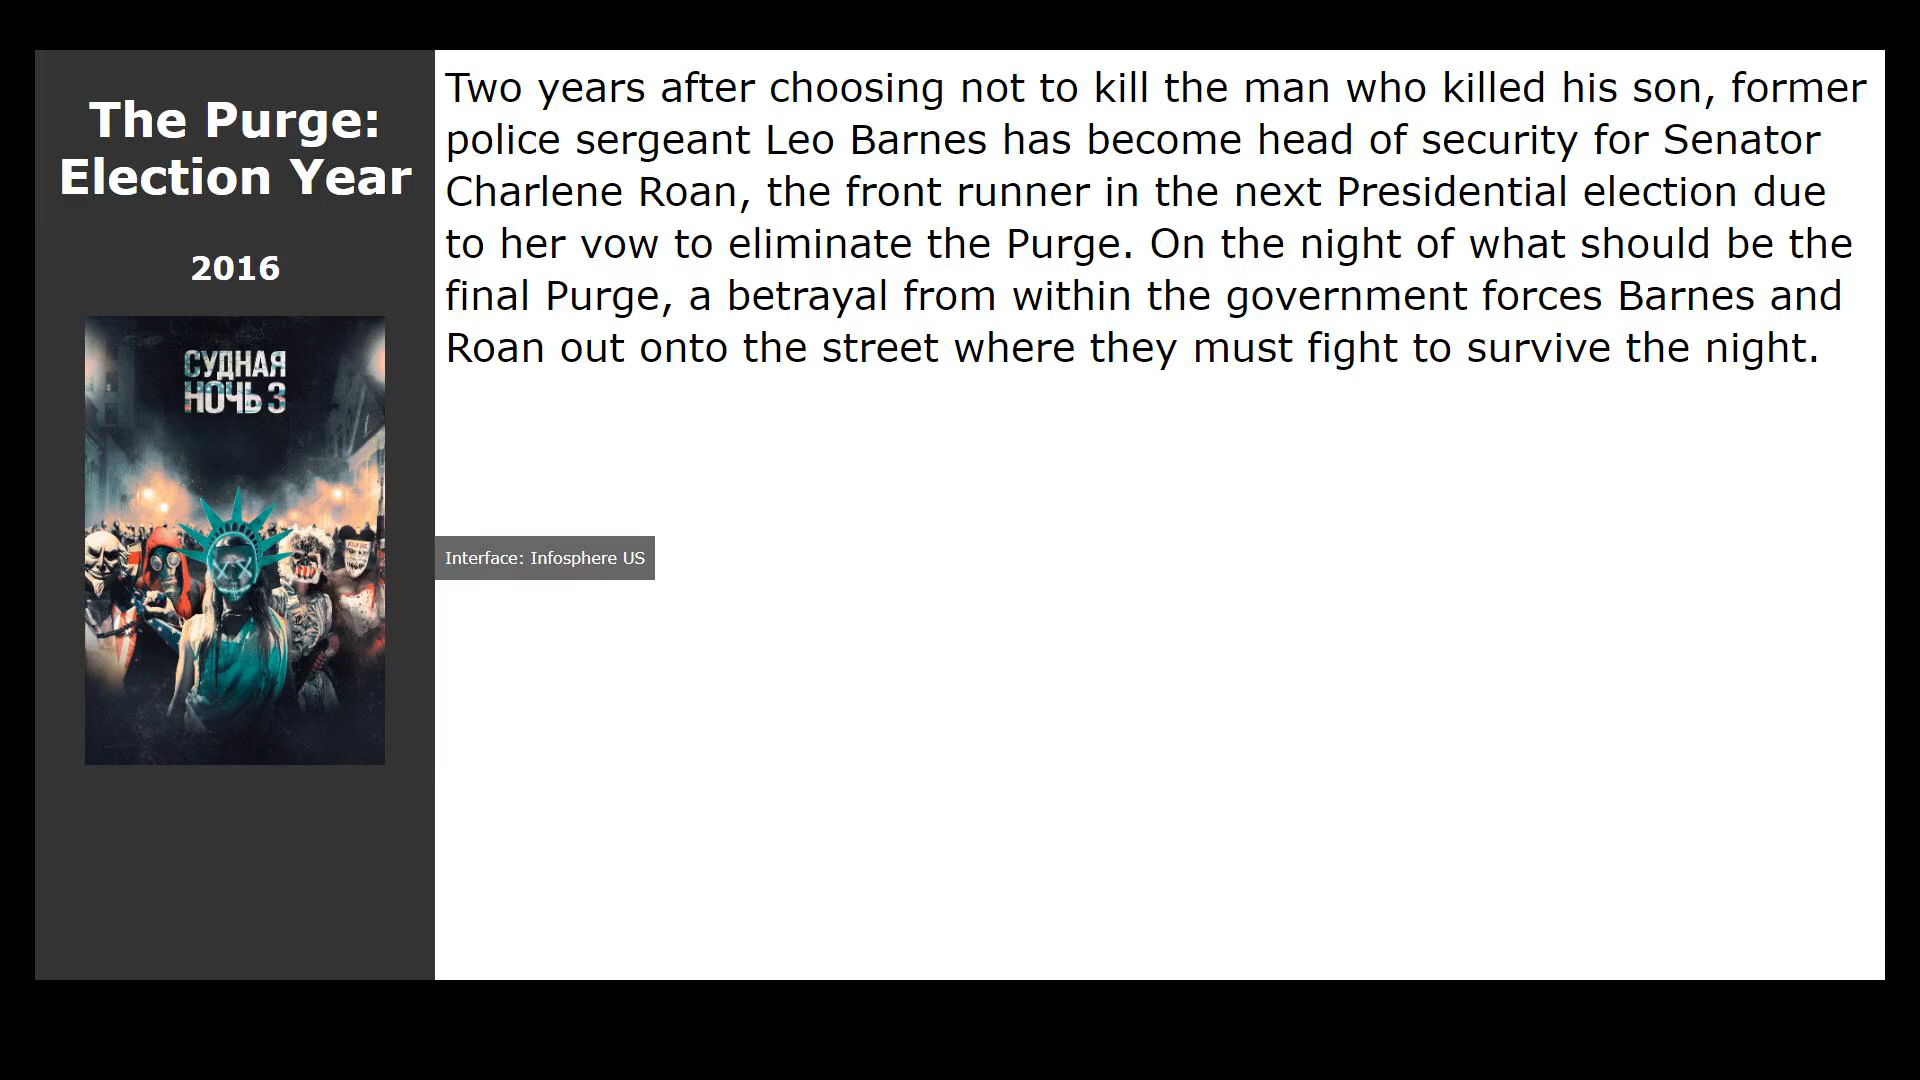 The Purge:
Election Year
2016
СУДНАЯ
НОЧЬ 3
Two years after choosing not to kill the man who killed his son, former
police sergeant Leo Barnes has become head of security for Senator
Charlene Roan, the front runner in the next Presidential election due
to her vow to eliminate the Purge. On the night of what should be the
final Purge, a betrayal from within the government forces Barnes and
Roan out onto the street where they must fight to survive the night.
Interface: Infosphere US